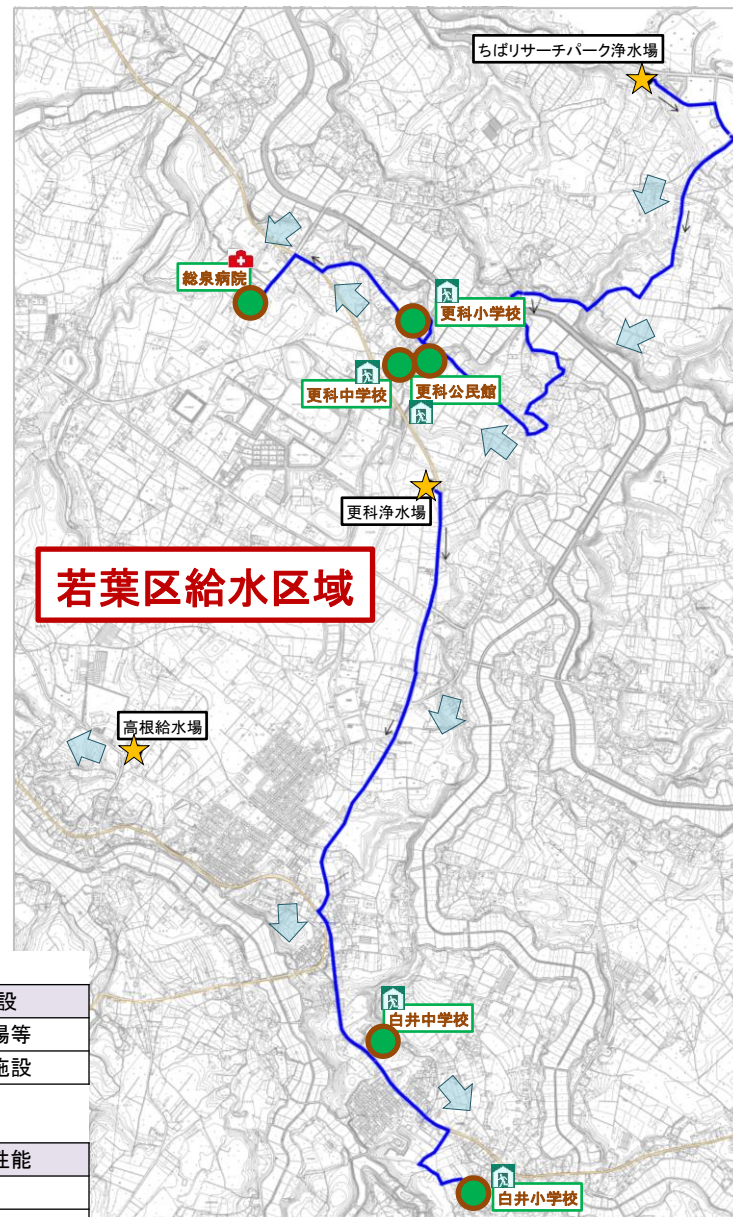 ちばリサーチパーク浄水場
総泉病院
更科小学校
更科中学校
更科公民館
更科浄水場
若葉区給水区域
高根給水場
白井中学校
白井小学校
設
場等
施設
性能